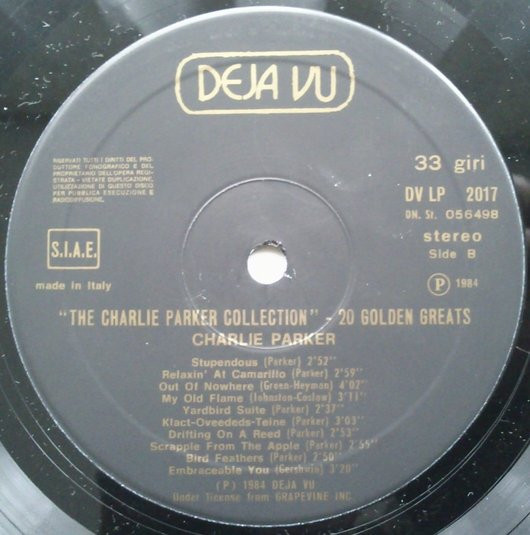 DEJA VU
RISERVATI TUTTI I DIRITTI DEL PRO-
DUTTORE FONOGRAFICO E DEL
PROPRIETARIO DELL'OPERA REGI-
STRATA - VIETATE DUPLICAZIONE,
UTILIZZAZIONE DI QUESTO DISCO
PER PUBBLICA ESECUZIONE E
RADIODIFFUSIONE.
S.I.A.E.
made in Italy
33 giri
DV LP 2017
DN. St. 056498
stereo
Side B
P 1984
"THE CHARLIE PARKER COLLECTION" - 20 GOLDEN GREATS
CHARLIE PARKER
Stupendous (Parker) 2'52''
Relaxin' At Camarillo (Parker) 2'59''
Out Of Nowhere (Green-Heyman) 4'02''
My Old Flame (Johnston-Coslow) 3'11''
Yardbird Suite (Parker) 2'37''
Klact-Oveededs-Teine (Parker) 3'03''
Drifting On A Reed (Parker) 2'53''
Scrapple From The Apple (Parker) 2'55''
Bird Feathers (Parker) 2'50''
Embraceable You (Gershwin) 3'20''
(P) 1984 DEJA VU
Under license from GRAPEVINE INC.